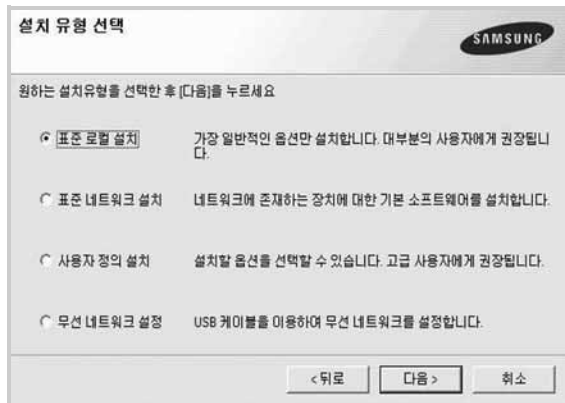 설치 유형 선택
SAMSUNG
원하는 설치유형을 선택한 후 [다음]을 누르세요
표준 로컬 설치
가장 일반적인 옵션만 설치합니다. 대부분의 사용자에게 권장됩니
다.
표준 네트워크 설치
네트워크에 존재하는 장치에 대한 기본 소프트웨어를 설치합니다.
사용자 정의 설치
설치할 옵션을 선택할 수 있습니다. 고급 사용자에게 권장됩니다.
무선 네트워크 설정
USB 케이블을 이용하여 무선 네트워크를 설정합니다.
< 뒤로
다음 >
취소